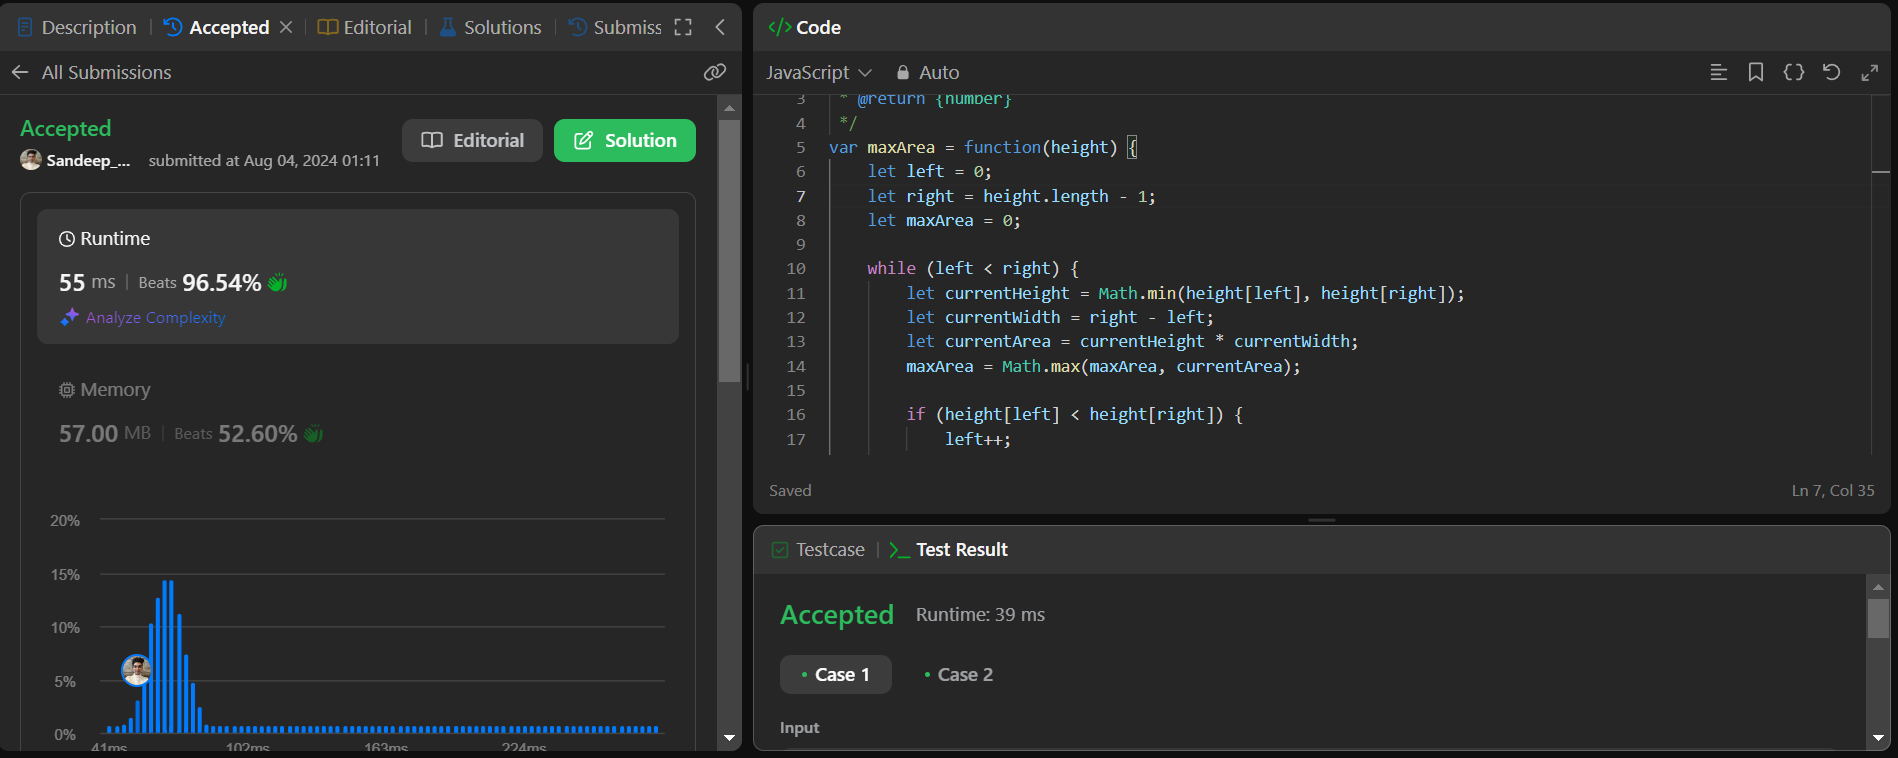 Description
Accepted
Editorial
Solutions
Submiss
All Submissions
Accepted
Sandeep_...
submitted at Aug 04, 2024 01:11
Editorial
Solution
Runtime
55 ms | Beats 96.54%
Analyze Complexity
Memory
57.00 MB | Beats 52.60%
20%
15%
10%
5%
0%
41ms
102ms
163ms
224ms
</> Code
JavaScript
Auto
3 * @return {number}
4 */
5 var maxArea = function(height) {
6 let left = 0;
7 let right = height.length - 1;
8 let maxArea = 0;
9
10 while (left < right) {
11 let currentHeight = Math.min(height[left], height[right]);
12 let currentWidth = right - left;
13 let currentArea = currentHeight * currentWidth;
14 maxArea = Math.max(maxArea, currentArea);
15
16 if (height[left] < height[right]) {
17 left++;
Saved
Ln 7, Col 35
Testcase
Test Result
Accepted
Runtime: 39 ms
Case 1
Case 2
Input